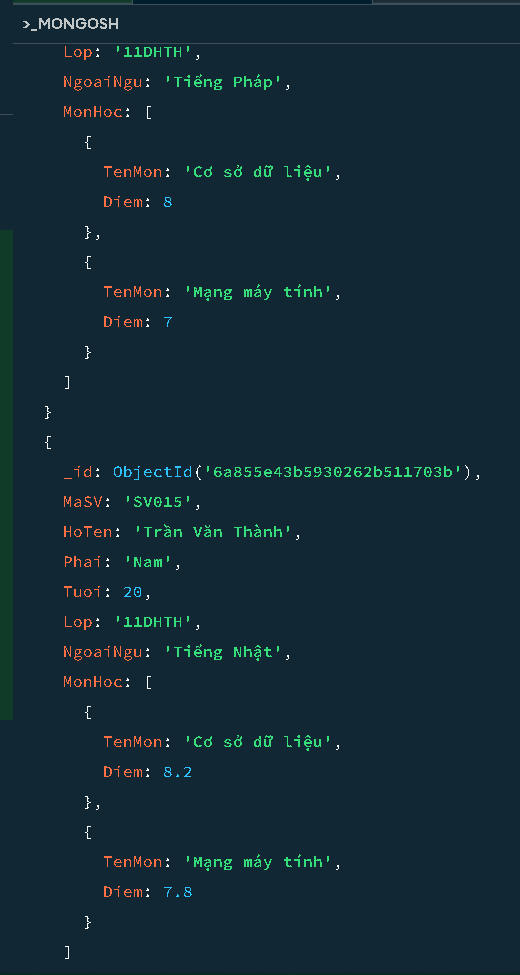 >_MONGOSH
Lop: '11DHTH',
NgoaiNgu: 'Tiếng Pháp',
MonHoc: [
{
TenMon: 'Cơ sở dữ liệu',
Diem: 8
},
{
TenMon: 'Mạng máy tính',
Diem: 7
}
]
}
{
_id: ObjectId('6a855e43b5930262b511703b'),
MaSV: 'SV015',
HoTen: 'Trần Văn Thành',
Phai: 'Nam',
Tuoi: 20,
Lop: '11DHTH',
NgoaiNgu: 'Tiếng Nhật',
MonHoc: [
{
TenMon: 'Cơ sở dữ liệu',
Diem: 8.2
},
{
TenMon: 'Mạng máy tính',
Diem: 7.8
}
]